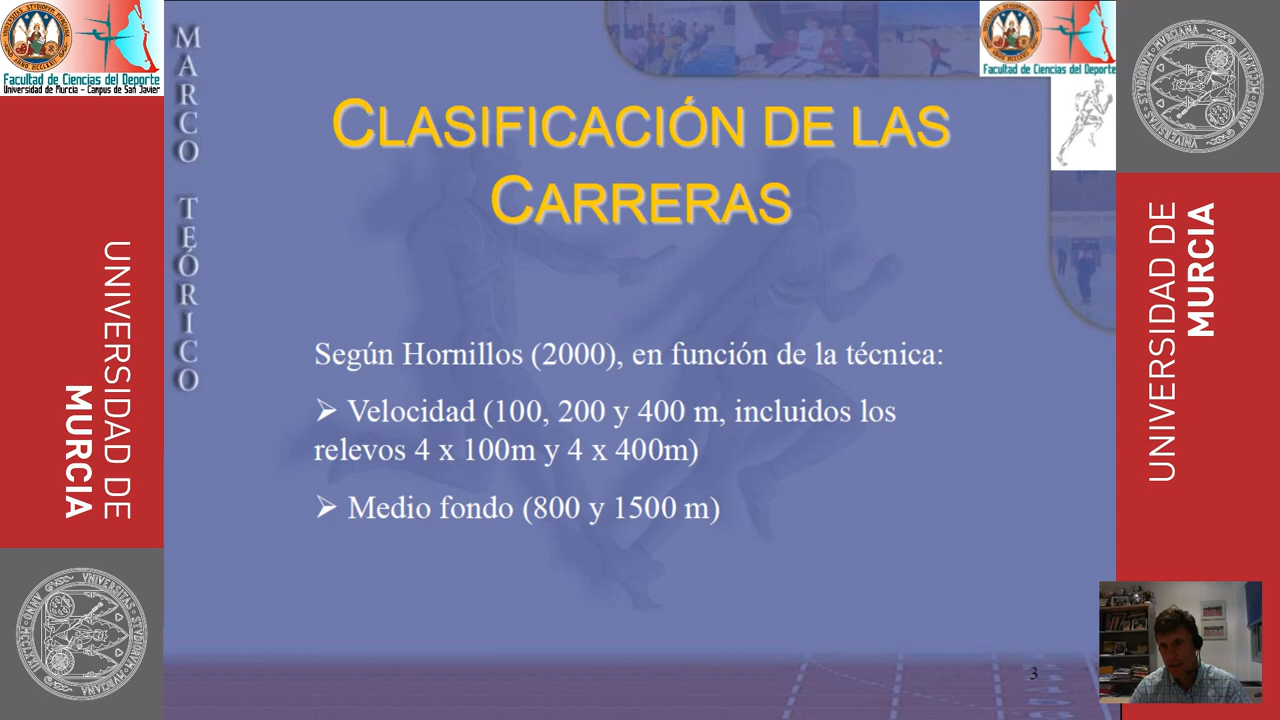 Facultad de Ciencias del Deporte
Universidad de Murcia - Campus de San Javier
UNIVERSIDAD DE
MURCIA
MARCO TEÓRICO
CLASIFICACIÓN DE LAS
CARRERAS
Según Hornillos (2000), en función de la técnica:
➢ Velocidad (100, 200 y 400 m, incluidos los
relevos 4 x 100m y 4 x 400m)
➢ Medio fondo (800 y 1500 m)
3
Facultad de Ciencias del Deporte
UNIVERSIDAD DE
MURCIA